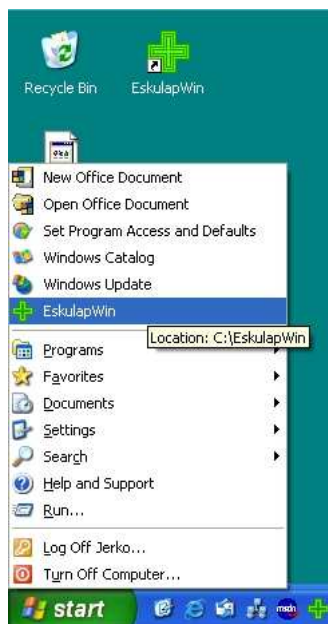 Recycle Bin
EskulapWin
New Office Document
Open Office Document
Set Program Access and Defaults
Windows Catalog
Windows Update
EskulapWin
Location: C:\EskulapWin
Programs
Favorites
Documents
Settings
Search
Help and Support
Run...
Log Off Jerko...
Turn Off Computer...
start
msdn